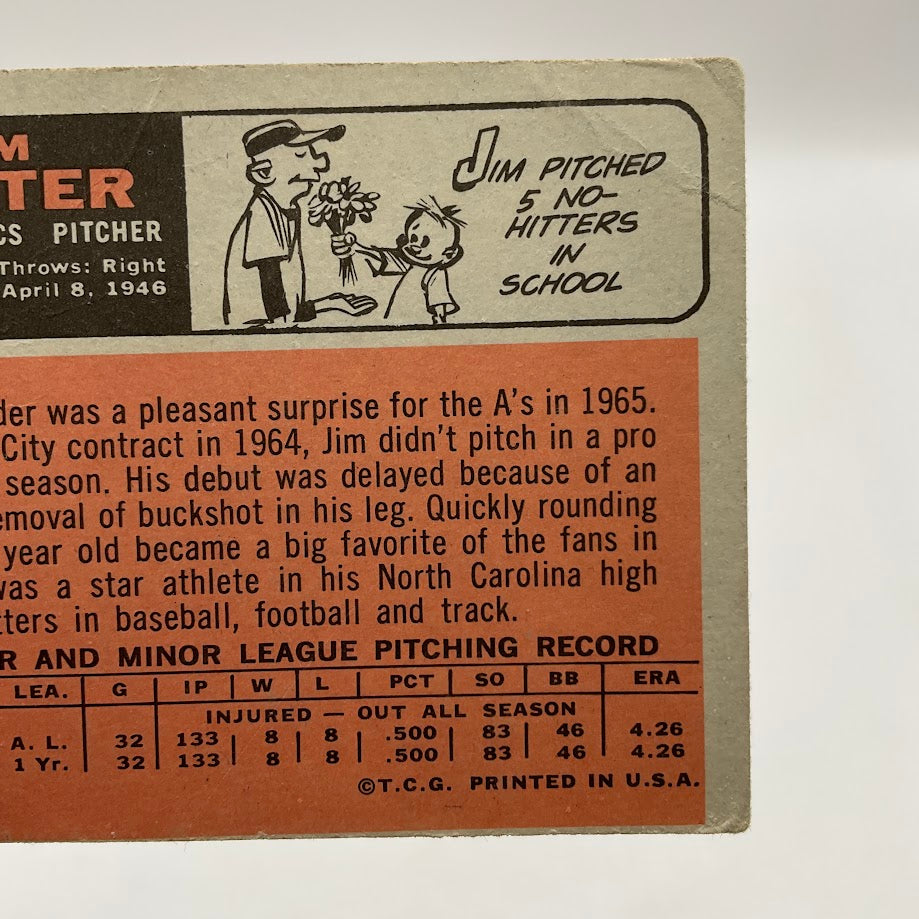 M
TER
CS PITCHER
Throws: Right
April 8, 1946
JIM PITCHED
5 NO-
HITTERS
IN
SCHOOL
der was a pleasant surprise for the A's in 1965.
City contract in 1964, Jim didn't pitch in a pro
season. His debut was delayed because of an
emoval of buckshot in his leg. Quickly rounding
year old became a big favorite of the fans in
was a star athlete in his North Carolina high
tters in baseball, football and track.
R AND MINOR LEAGUE PITCHING RECORD
LEA. G IP W L PCT SO BB ERA
INJURED — OUT ALL SEASON
A. L. 32 133 8 8 .500 83 46 4.26
1 Yr. 32 133 8 8 .500 83 46 4.26
©T.C.G. PRINTED IN U.S.A.